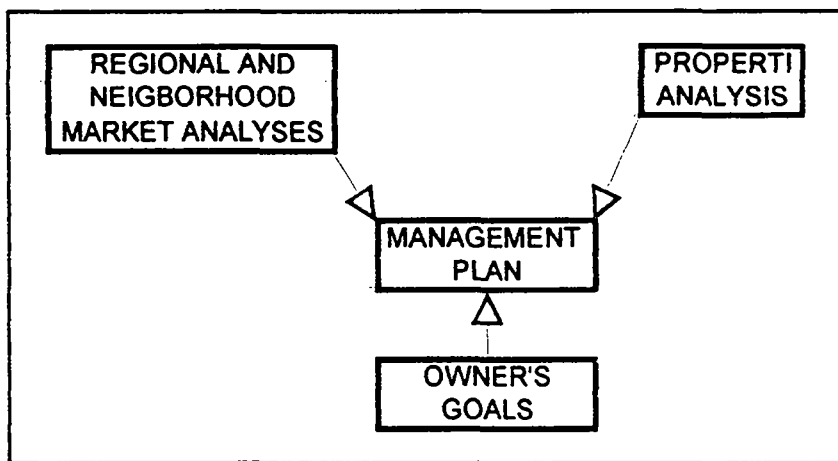 REGIONAL AND
NEIGBORHOOD
MARKET ANALYSES
PROPERTI
ANALYSIS
MANAGEMENT
PLAN
OWNER'S
GOALS